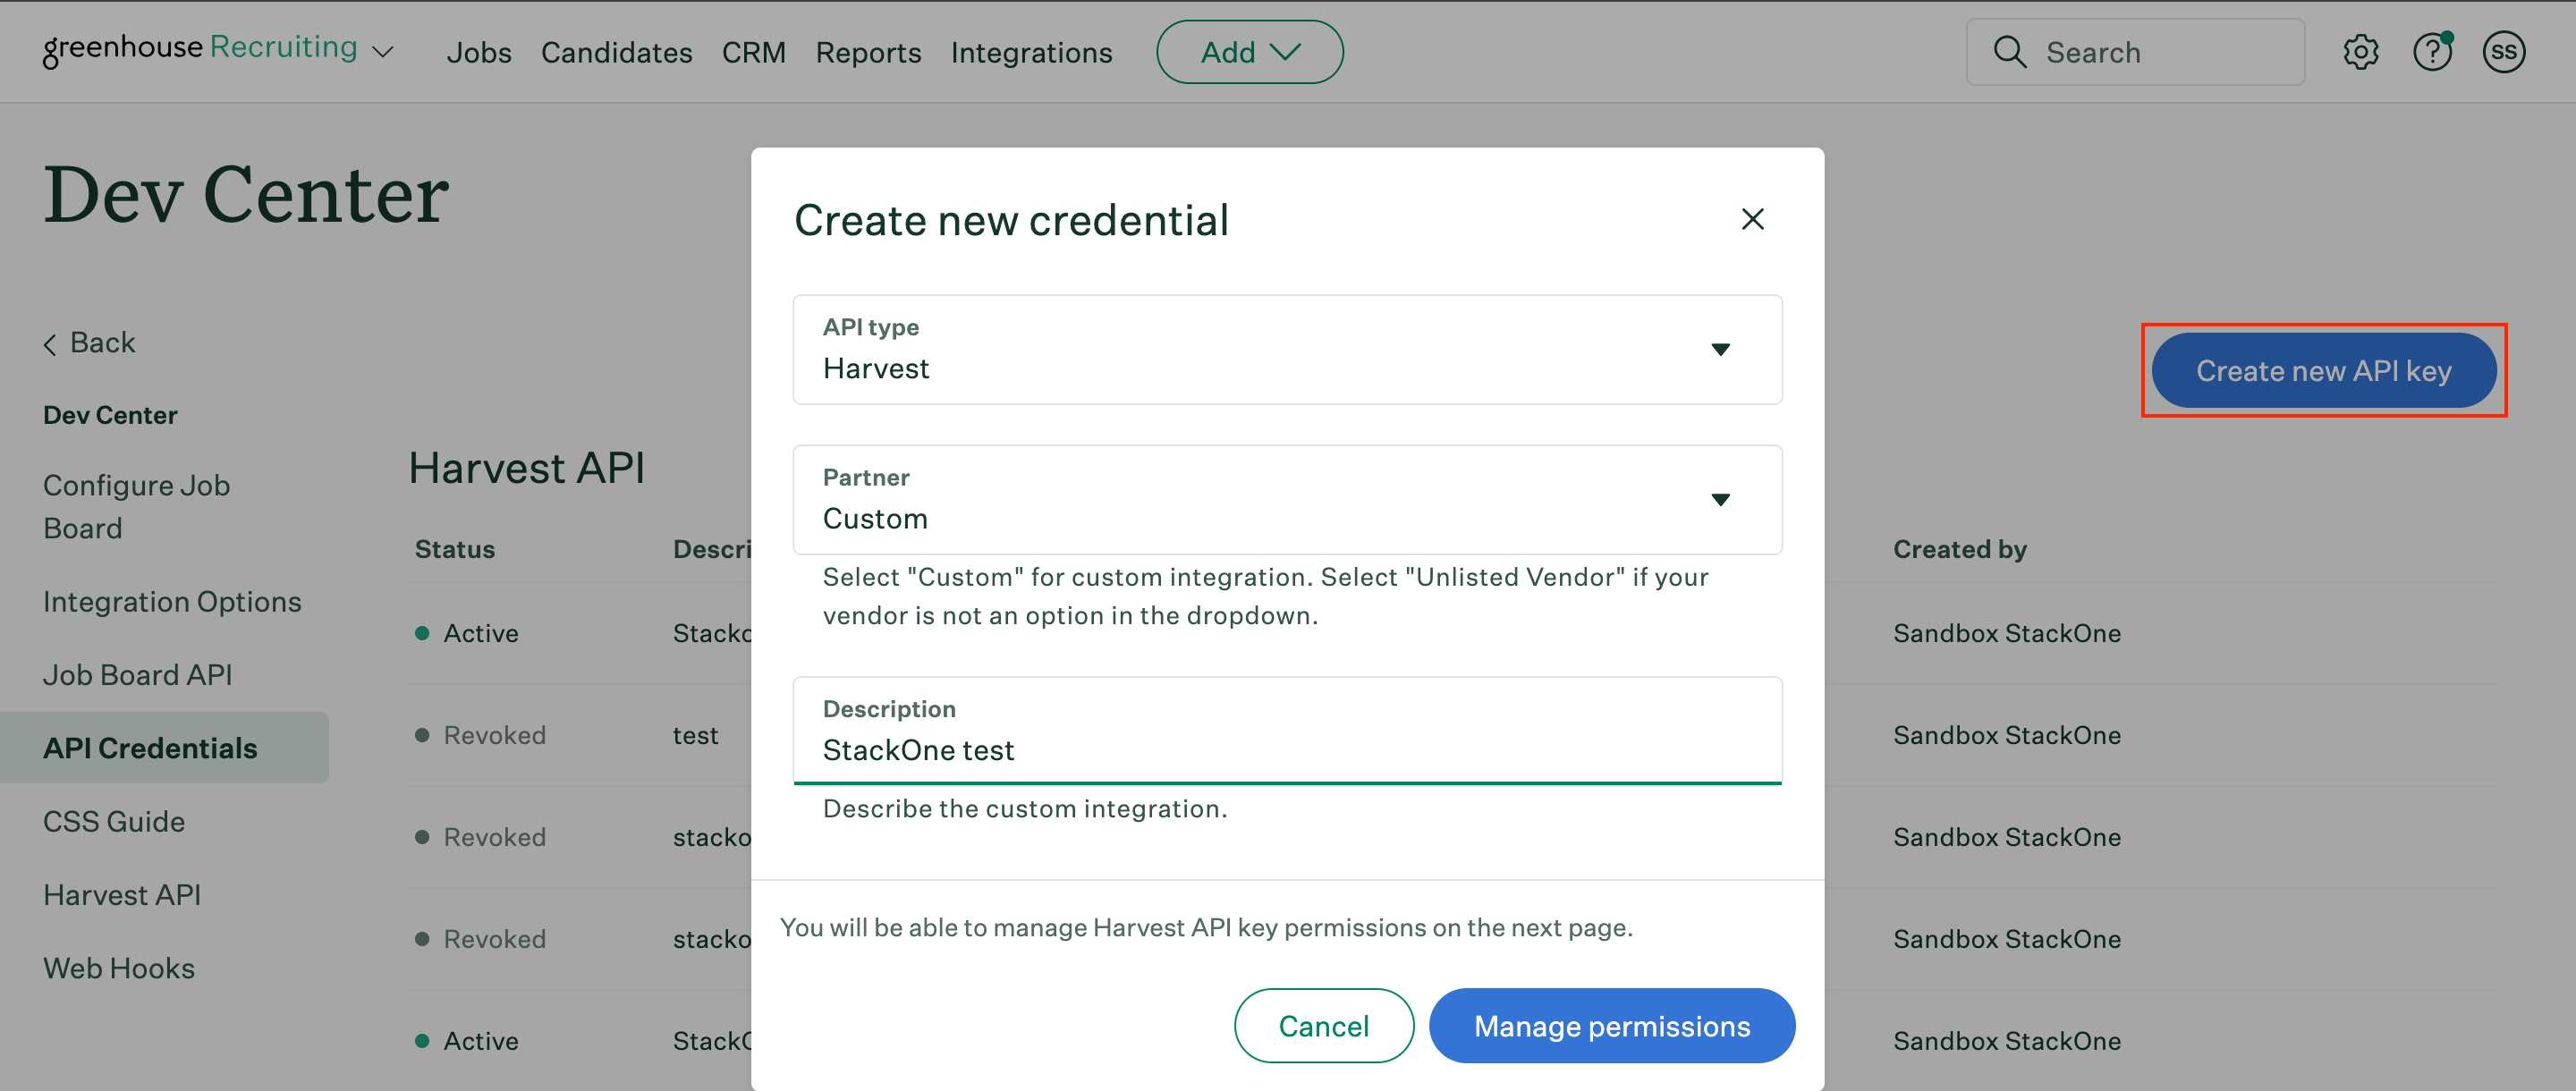 greenhouse Recruiting
Jobs Candidates CRM Reports Integrations Add
Search
SS
Dev Center
Back
Dev Center
Configure Job
Board
Integration Options
Job Board API
API Credentials
CSS Guide
Harvest API
Web Hooks
Create new API key
Harvest API
Status Descri Created by
Active Stackc Sandbox StackOne
Revoked test Sandbox StackOne
Revoked stacko Sandbox StackOne
Revoked stacko Sandbox StackOne
Active Sandbox StackOne
Create new credential
API type
Harvest
Partner
Custom
Select "Custom" for custom integration. Select "Unlisted Vendor" if your
vendor is not an option in the dropdown.
Description
StackOne test
Describe the custom integration.
You will be able to manage Harvest API key permissions on the next page.
Cancel Manage permissions